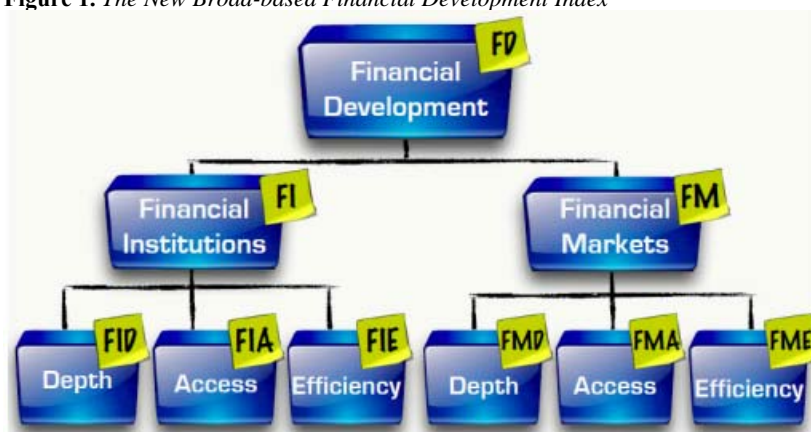 Figure 1. The New Broad-based Financial Development Index
FD
Financial
Development
FI
Financial
Institutions
FM
Financial
Markets
FID
Depth
FIA
Access
FIE
Efficiency
FMD
Depth
FMA
Access
FME
Efficiency